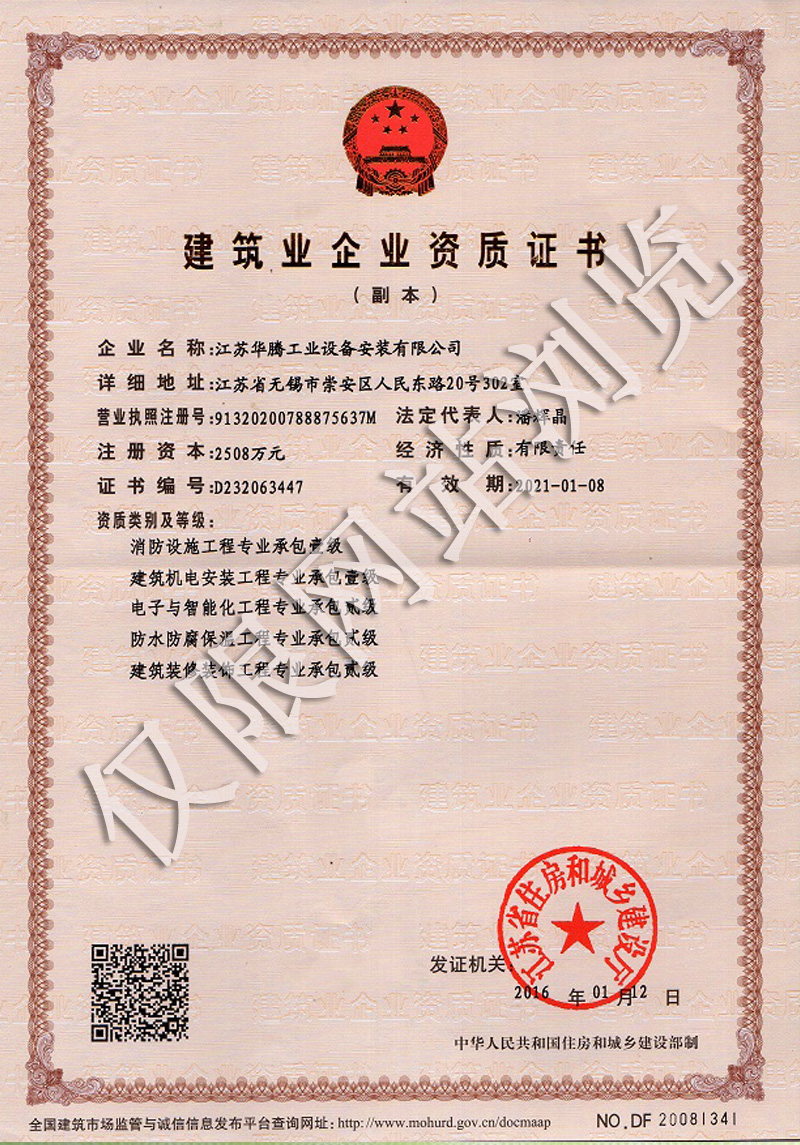 建筑业企业资质证书
（副本）
企业名称:江苏华腾工业设备安装有限公司
详细地址:江苏省无锡市崇安区人民东路20号302室
营业执照注册号:91320200788875637M 法定代表人:潘辉晶
注册资本:2508万元 经济性质:有限责任
证书编号:D232063447 有效期:2021-01-08
资质类别及等级:
消防设施工程专业承包壹级
建筑机电安装工程专业承包壹级
电子与智能化工程专业承包贰级
防水防腐保温工程专业承包贰级
建筑装修装饰工程专业承包贰级
仅限网站浏览
江苏省住房和城乡建设厅
发证机关:
2016年01月12日
中华人民共和国住房和城乡建设部制
全国建筑市场监管与诚信信息发布平台查询网址: http://www.mohurd.gov.cn/docmaap
NO.DF 20081341